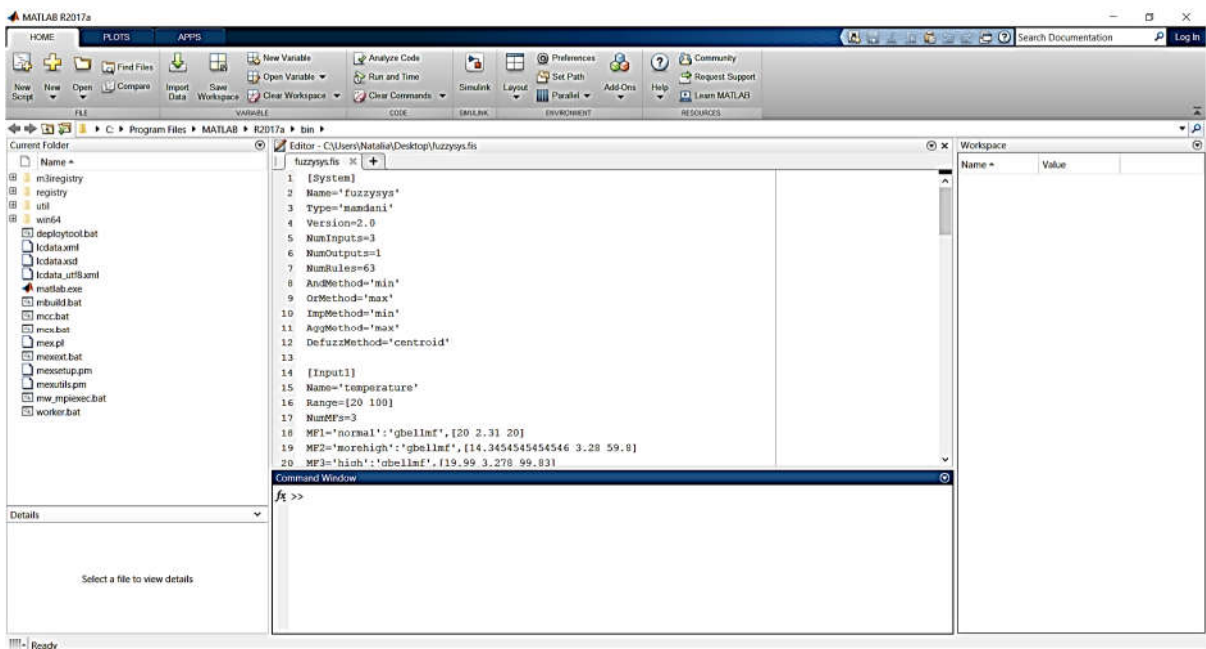 MATLAB R2017a
HOME PLOTS APPS Search Documentation Log In
New Script New Open Find Files Compare Import Data Save Workspace New Variable Open Variable Clear Workspace Analyze Code Run and Time Clear Commands Simulink Layout Preferences Set Path Parallel Add-Ons Help Community Request Support Learn MATLAB
FILE VARIABLE CODE SIMULINK ENVIRONMENT RESOURCES
C: Program Files MATLAB R2017a bin
Current Folder
Name
m3iregistry
registry
util
win64
deploytool.bat
lcdata.xml
lcdata.xsd
lcdata_utf8.xml
matlab.exe
mbuild.bat
mcc.bat
mex.bat
mex.pl
mexext.bat
mexsetup.pm
mexutils.pm
mw_mpiexec.bat
worker.bat
Details
Select a file to view details
Editor - C:\Users\Natalia\Desktop\fuzzysys.fis
fuzzysys.fis
1 [System]
2 Name='fuzzysys'
3 Type='mamdani'
4 Version=2.0
5 NumInputs=3
6 NumOutputs=1
7 NumRules=63
8 AndMethod='min'
9 OrMethod='max'
10 ImpMethod='min'
11 AggMethod='max'
12 DefuzzMethod='centroid'
13
14 [Input1]
15 Name='temperature'
16 Range=[20 100]
17 NumMFs=3
18 MF1='normal':'gbellmf',[20 2.31 20]
19 MF2='morehigh':'gbellmf',[14.3454545454546 3.28 59.8]
20 MF3='high':'gbellmf',[19.99 3.278 99.83]
Command Window
fx >>
Workspace
Name Value
Ready